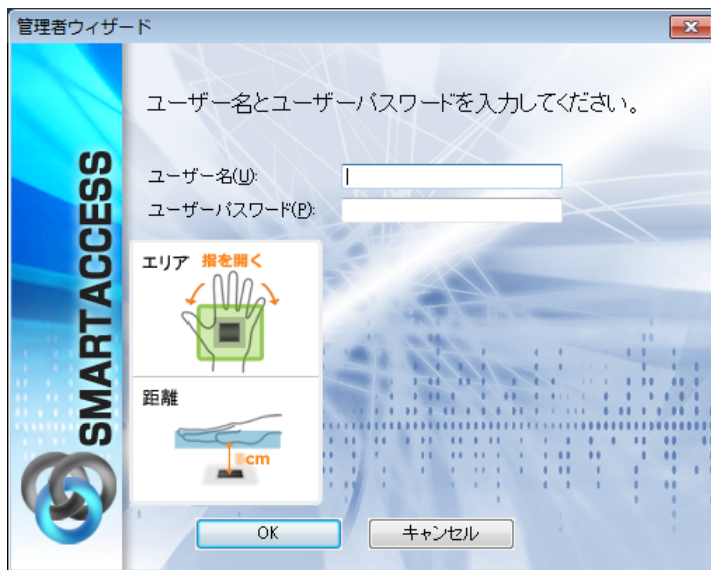 管理者ウィザード
ユーザー名とユーザーパスワードを入力してください。
ユーザー名(U):
ユーザーパスワード(P):
エリア 指を開く
距離
cm
SMARTACCESS
OK キャンセル